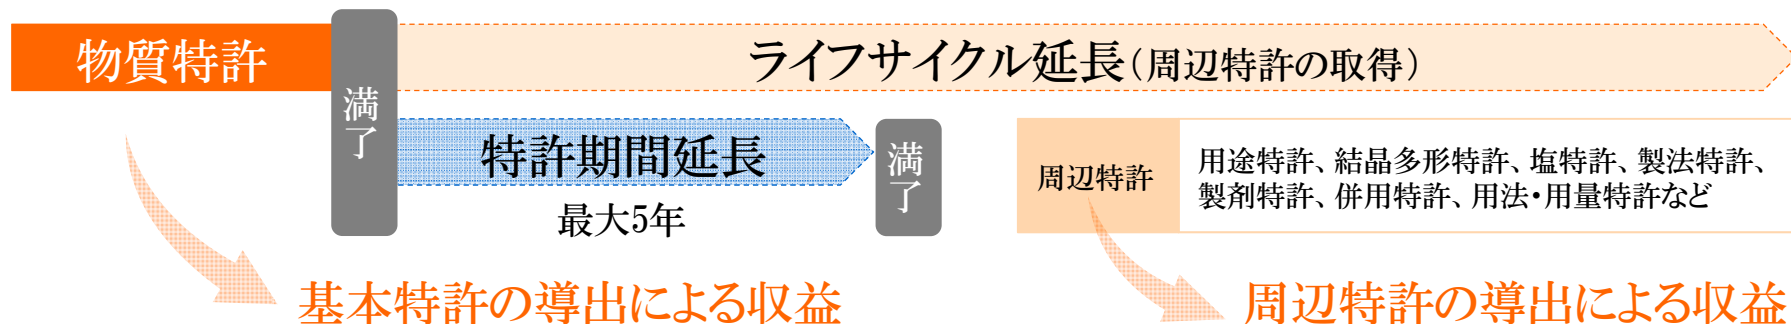 物質特許
満了
ライフサイクル延長（周辺特許の取得）
特許期間延長
最大5年
満了
周辺特許
用途特許、結晶多形特許、塩特許、製法特許、
製剤特許、併用特許、用法・用量特許など
基本特許の導出による収益
周辺特許の導出による収益